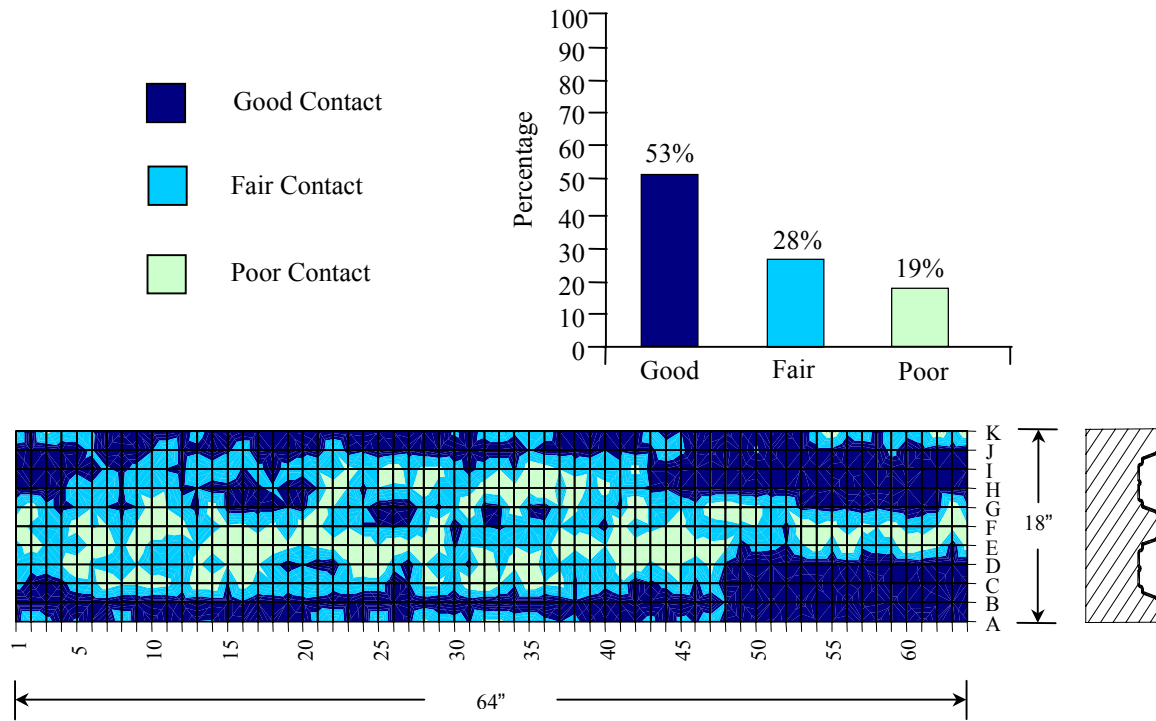 Good Contact
Fair Contact
Poor Contact
Percentage
100
90
80
70
60
50
40
30
20
10
0
53%
28%
19%
Good Fair Poor
K
J
I
H
G
F
E
D
C
B
A
18”
1 5 10 15 20 25 30 35 40 45 50 55 60
64”